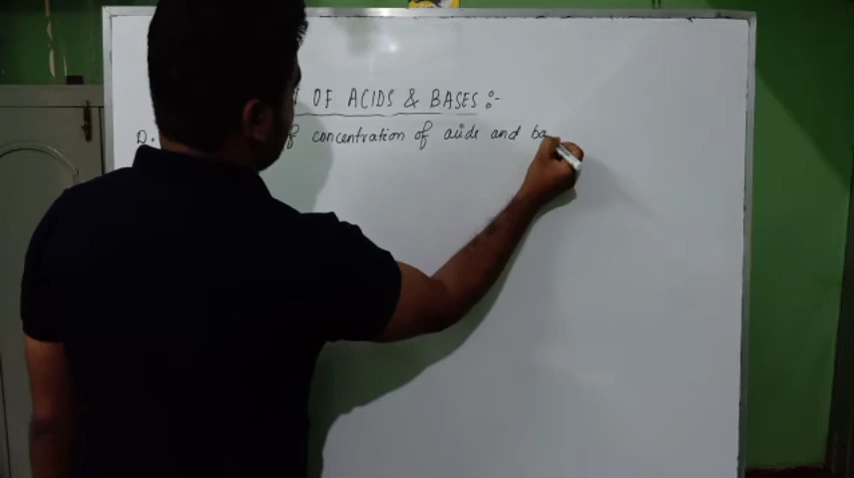 OF ACIDS & BASES :-
D. of concentration of acids and ba